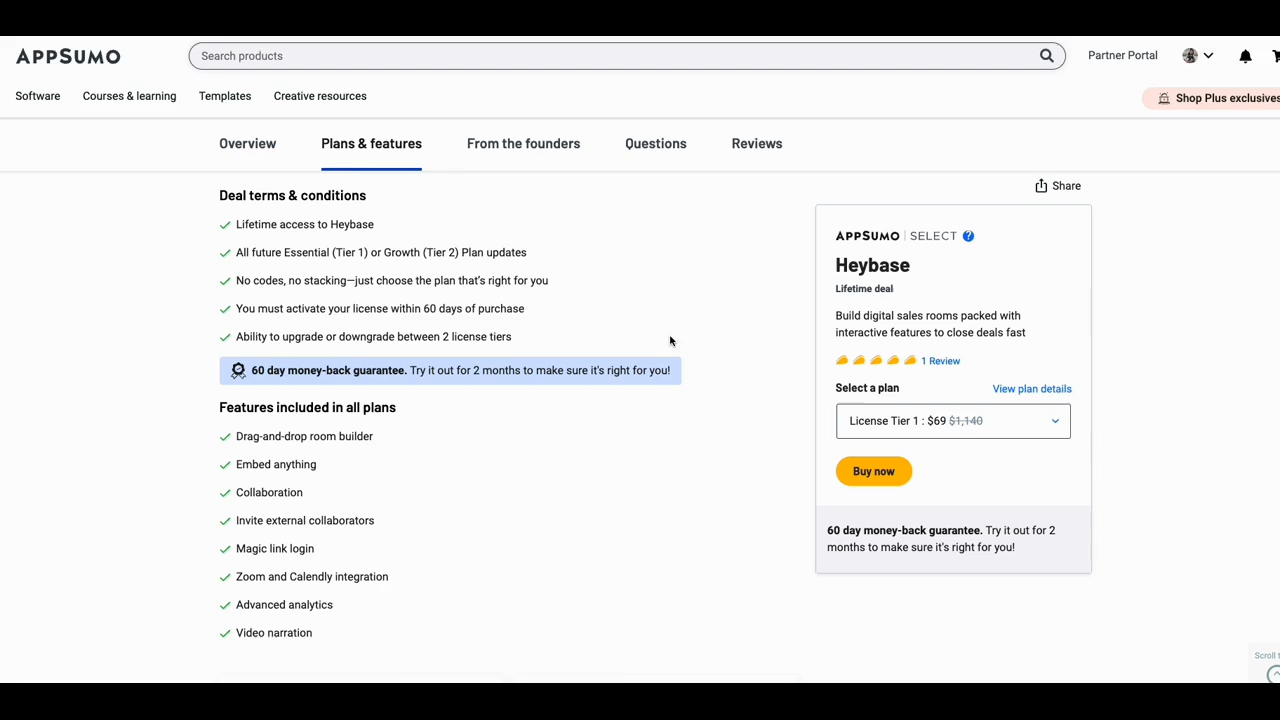 APPSUMO
Search products
Partner Portal
Software
Courses & learning
Templates
Creative resources
Shop Plus exclusives
Overview
Plans & features
From the founders
Questions
Reviews
Deal terms & conditions
Lifetime access to Heybase
All future Essential (Tier 1) or Growth (Tier 2) Plan updates
No codes, no stacking—just choose the plan that's right for you
You must activate your license within 60 days of purchase
Ability to upgrade or downgrade between 2 license tiers
60 day money-back guarantee. Try it out for 2 months to make sure it's right for you!
Features included in all plans
Drag-and-drop room builder
Embed anything
Collaboration
Invite external collaborators
Magic link login
Zoom and Calendly integration
Advanced analytics
Video narration
Share
APPSUMO | SELECT ?
Heybase
Lifetime deal
Build digital sales rooms packed with
interactive features to close deals fast
1 Review
Select a plan
View plan details
License Tier 1 : $69 $1,140
Buy now
60 day money-back guarantee. Try it out for 2
months to make sure it's right for you!
Scroll t